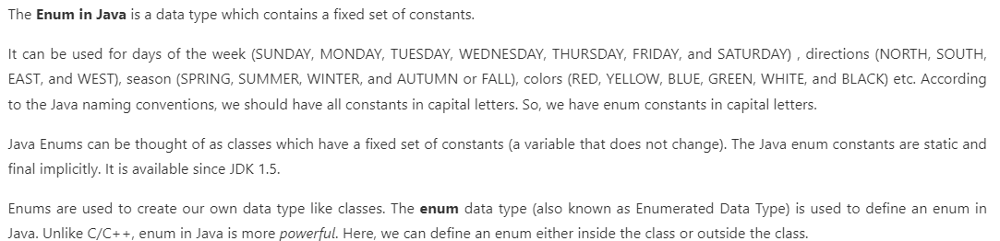 The Enum in Java is a data type which contains a fixed set of constants.
It can be used for days of the week (SUNDAY, MONDAY, TUESDAY, WEDNESDAY, THURSDAY, FRIDAY, and SATURDAY) , directions (NORTH, SOUTH,
EAST, and WEST), season (SPRING, SUMMER, WINTER, and AUTUMN or FALL), colors (RED, YELLOW, BLUE, GREEN, WHITE, and BLACK) etc. According
to the Java naming conventions, we should have all constants in capital letters. So, we have enum constants in capital letters.
Java Enums can be thought of as classes which have a fixed set of constants (a variable that does not change). The Java enum constants are static and
final implicitly. It is available since JDK 1.5.
Enums are used to create our own data type like classes. The enum data type (also known as Enumerated Data Type) is used to define an enum in
Java. Unlike C/C++, enum in Java is more powerful. Here, we can define an enum either inside the class or outside the class.